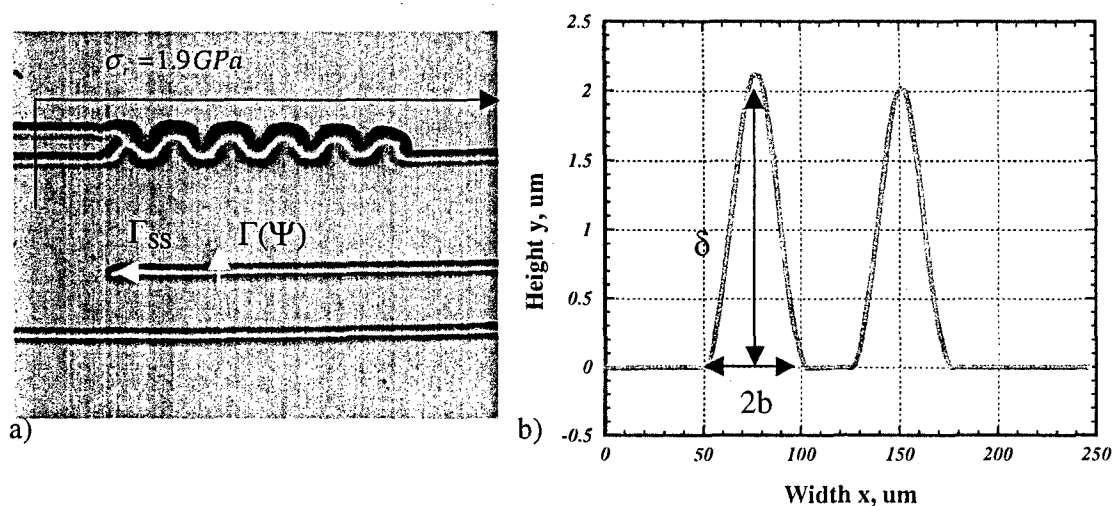 σr=1.9GPa
ΓSS Γ(Ψ)
a)
2.5
2
1.5
1
0.5
0
-0.5
Height y, um
δ
2b
b)
0 50 100 150 200 250
Width x, um